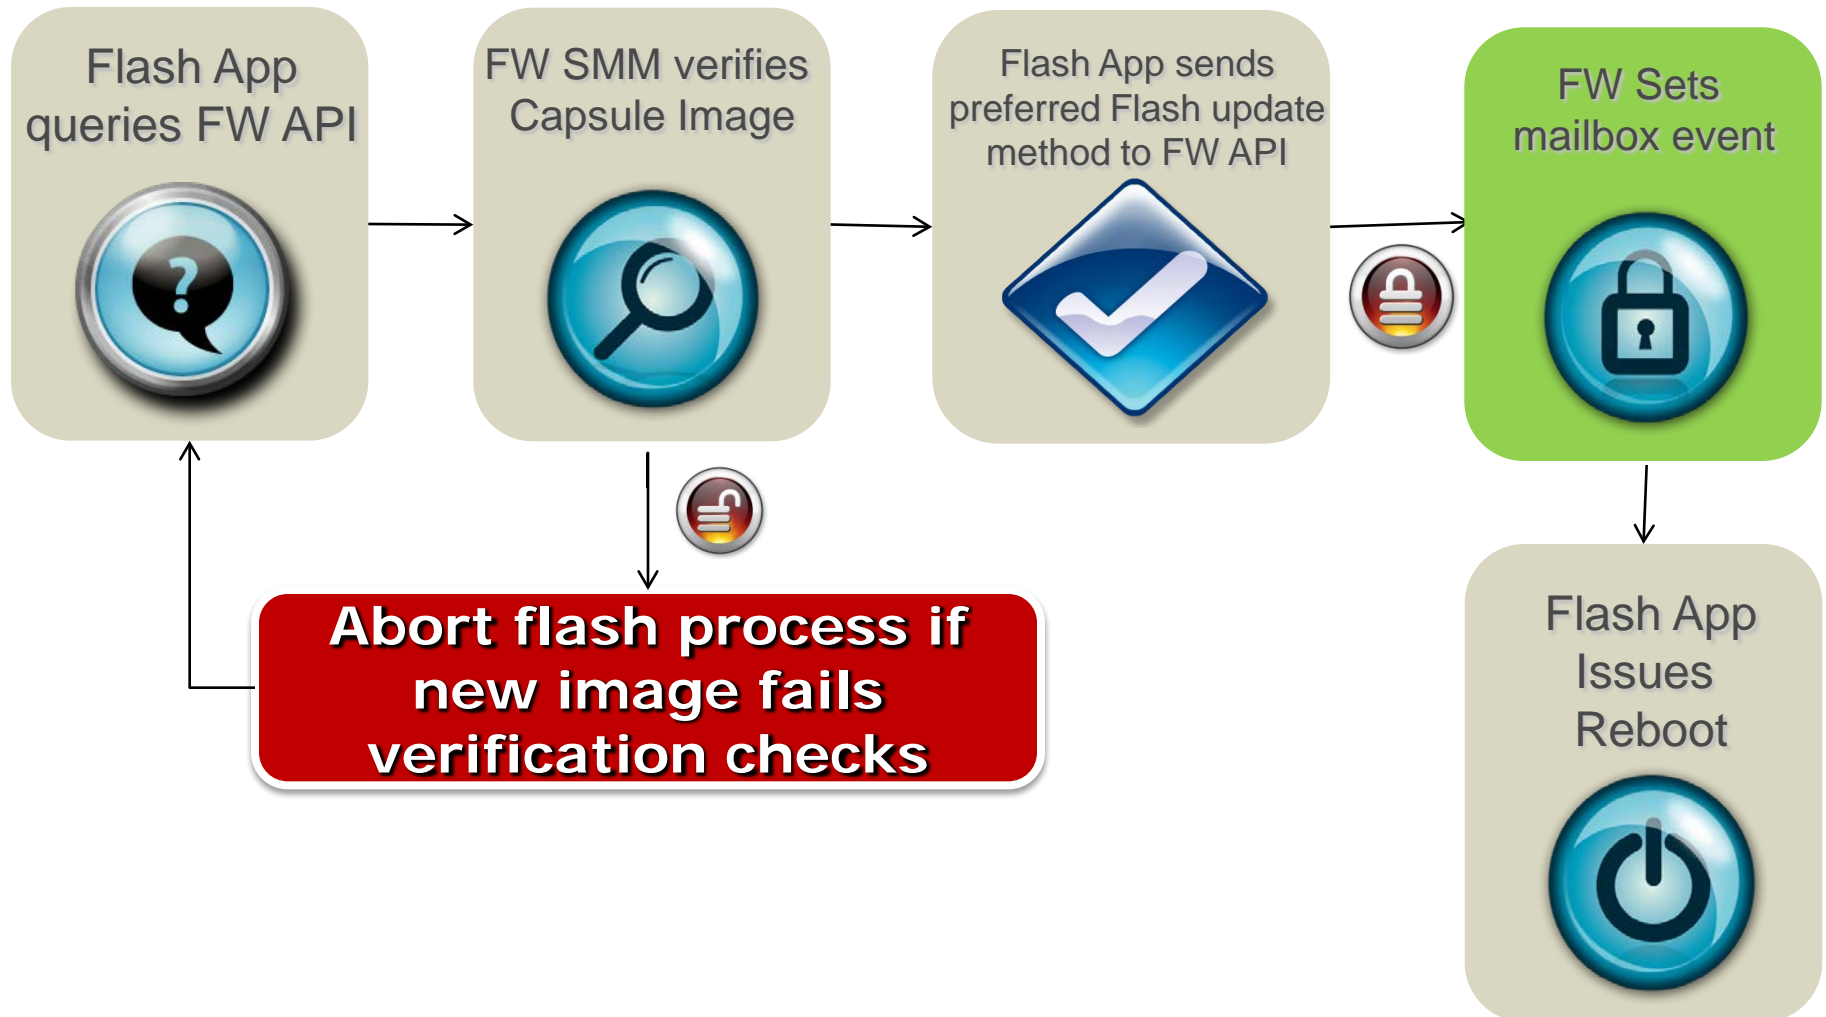 Flash App
queries FW API
FW SMM verifies
Capsule Image
Flash App sends
preferred Flash update
method to FW API
FW Sets
mailbox event
?
Abort flash process if
new image fails
verification checks
Flash App
Issues
Reboot